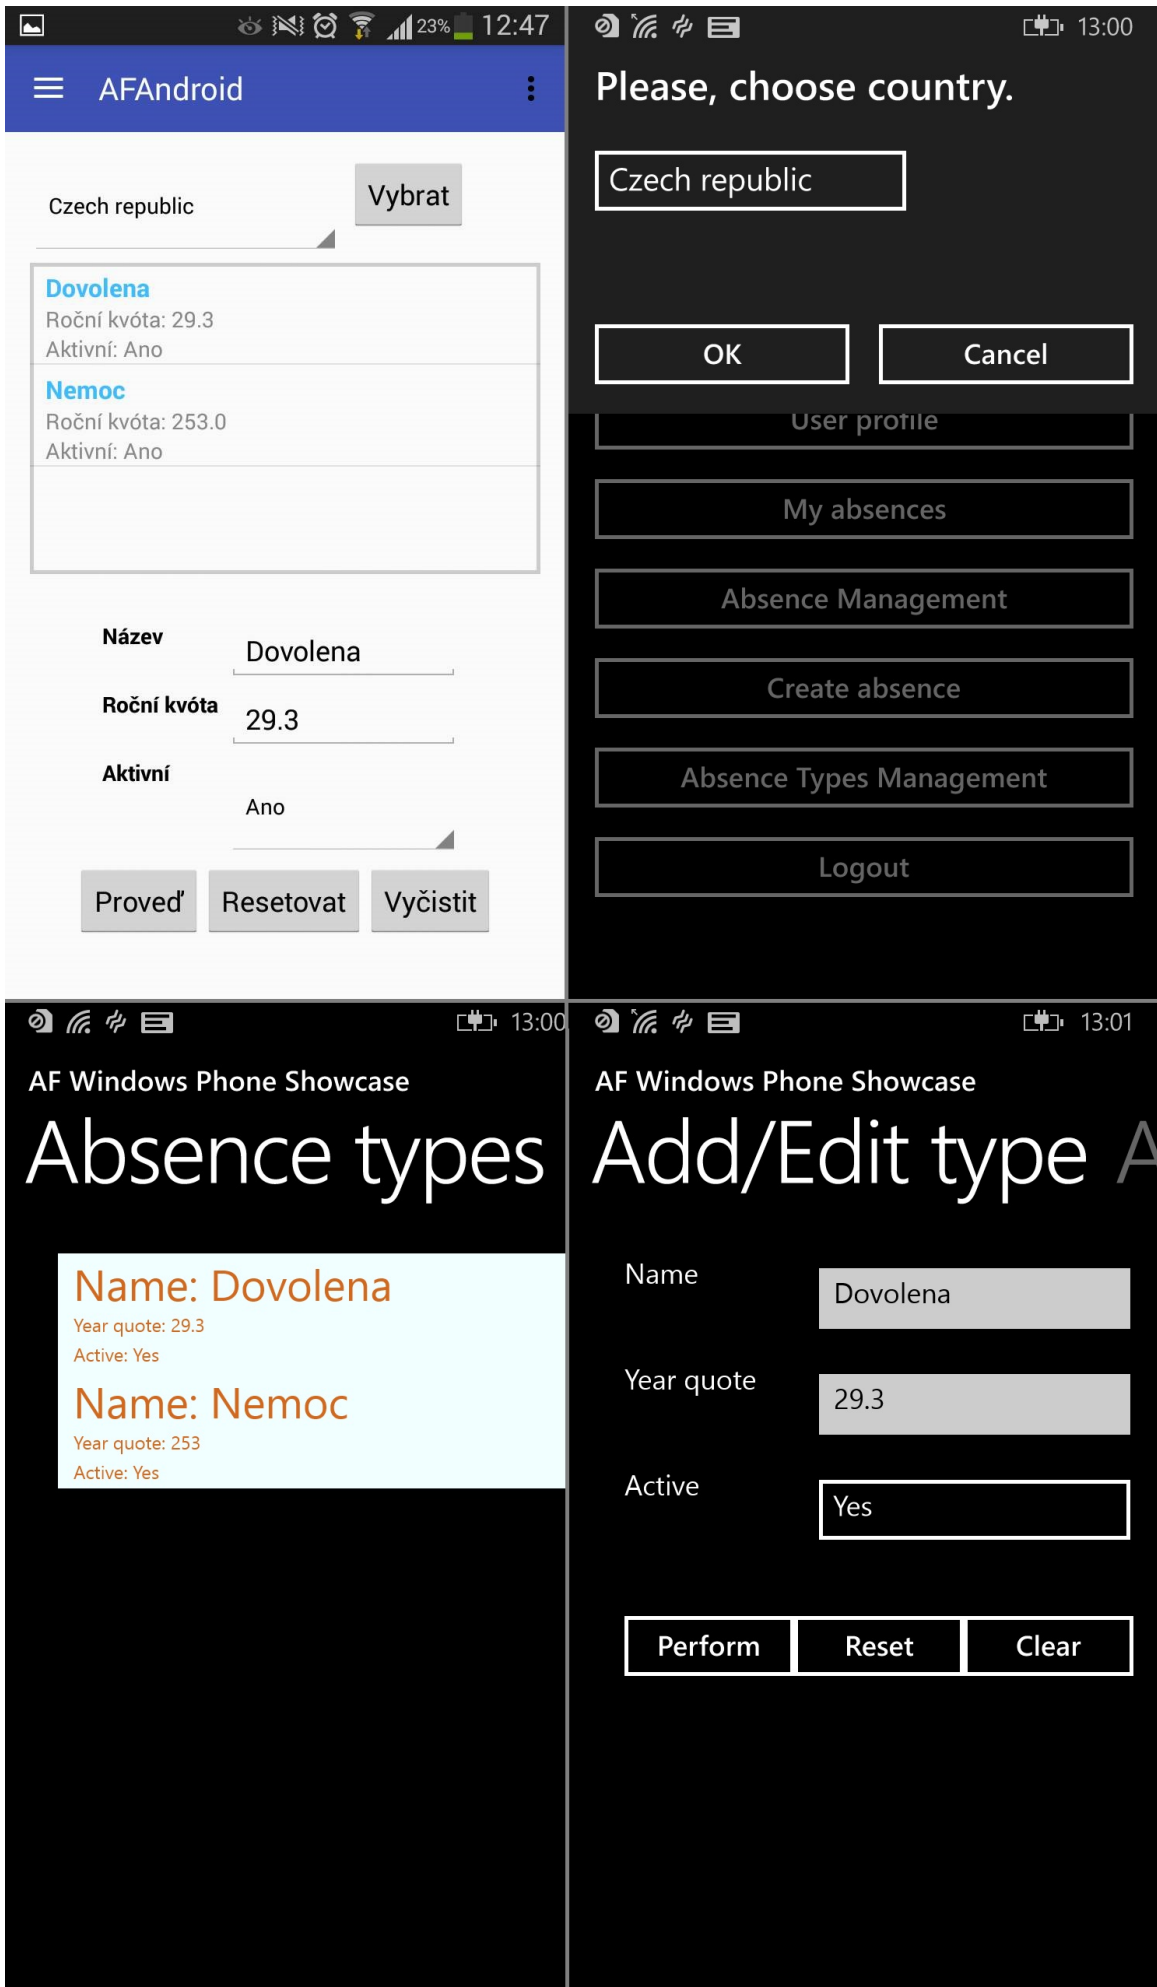 23% 12:47
AFAndroid
Czech republic
Vybrat
Dovolena
Roční kvóta: 29.3
Aktivní: Ano
Nemoc
Roční kvóta: 253.0
Aktivní: Ano
Název
Dovolena
Roční kvóta
29.3
Aktivní
Ano
Proveď Resetovat Vyčistit
13:00
Please, choose country.
Czech republic
OK Cancel
User profile
My absences
Absence Management
Create absence
Absence Types Management
Logout
13:00
AF Windows Phone Showcase
Absence types
Name: Dovolena
Year quote: 29.3
Active: Yes
Name: Nemoc
Year quote: 253
Active: Yes
13:01
AF Windows Phone Showcase
Add/Edit type A
Name
Dovolena
Year quote
29.3
Active
Yes
Perform Reset Clear